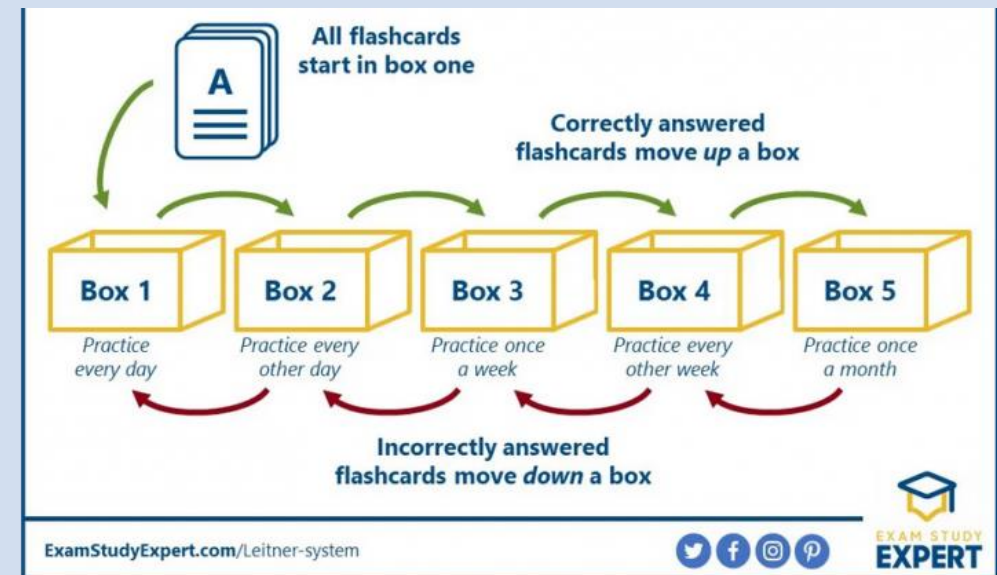 A
All flashcards
start in box one
Correctly answered
flashcards move up a box
Box 1
Box 2
Box 3
Box 4
Box 5
Practice
every day
Practice every
other day
Practice once
a week
Practice every
other week
Practice once
a month
Incorrectly answered
flashcards move down a box
ExamStudyExpert.com/Leitner-system
EXAM STUDY
EXPERT